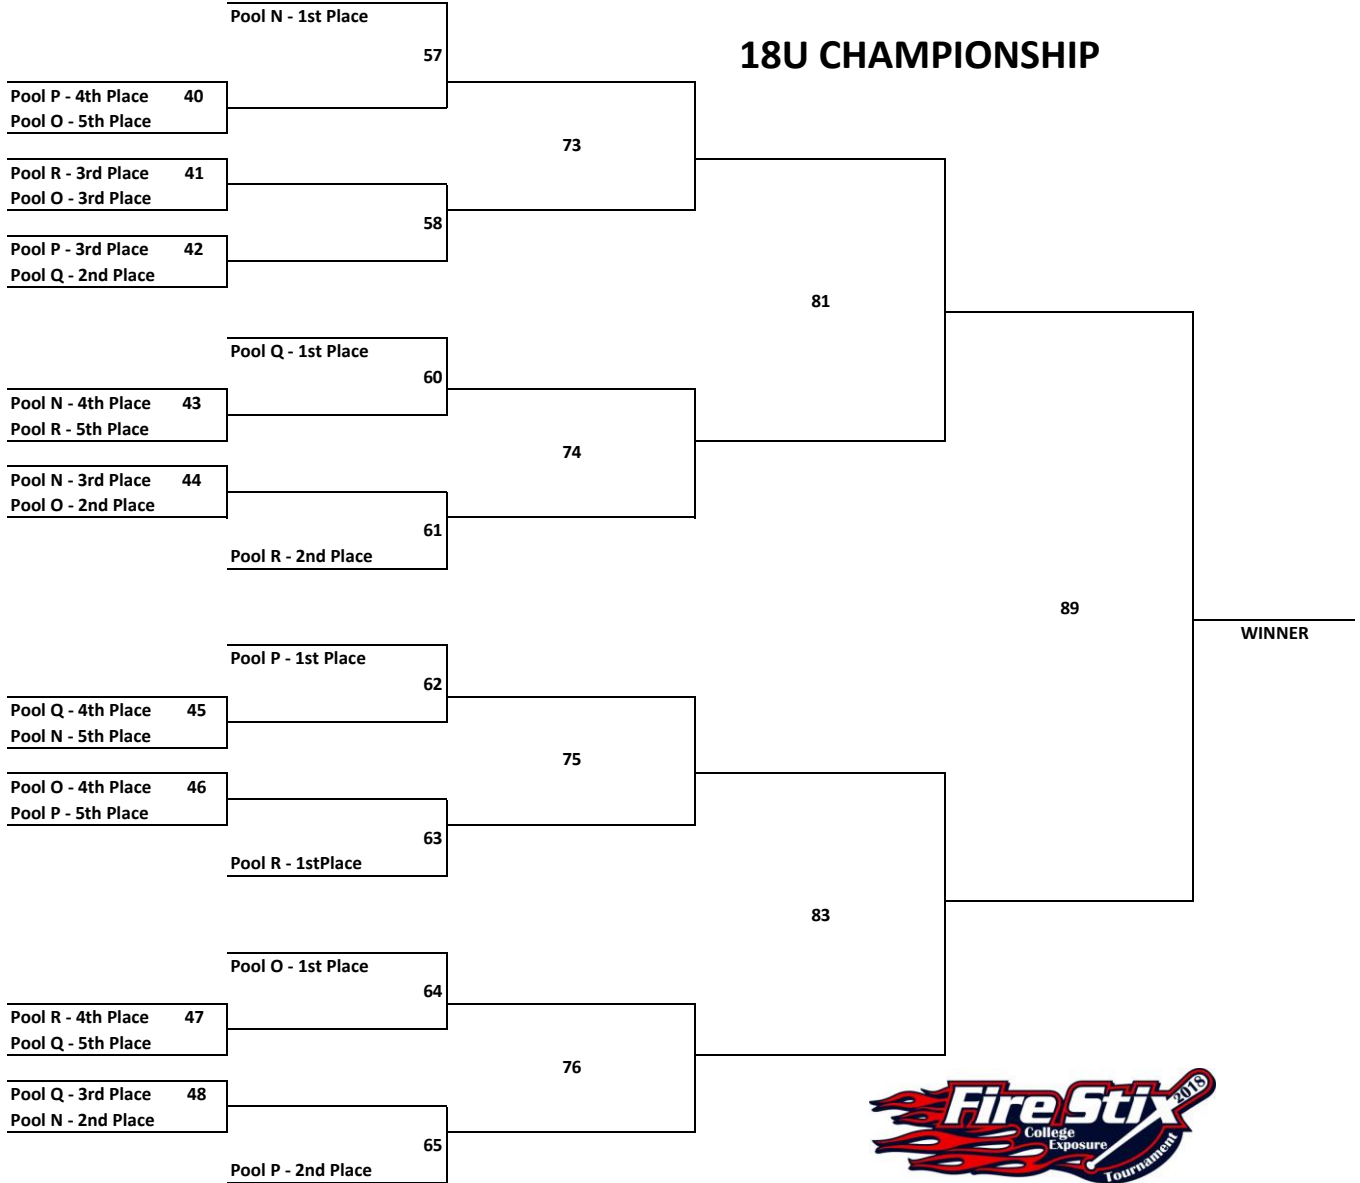 Pool N - 1st Place
57
18U CHAMPIONSHIP
Pool P - 4th Place 40
Pool O - 5th Place
73
Pool R - 3rd Place 41
Pool O - 3rd Place
58
Pool P - 3rd Place 42
Pool Q - 2nd Place
81
Pool Q - 1st Place
60
Pool N - 4th Place 43
Pool R - 5th Place
74
Pool N - 3rd Place 44
Pool O - 2nd Place
61
Pool R - 2nd Place
89
WINNER
Pool P - 1st Place
62
Pool Q - 4th Place 45
Pool N - 5th Place
75
Pool O - 4th Place 46
Pool P - 5th Place
63
Pool R - 1stPlace
83
Pool O - 1st Place
64
Pool R - 4th Place 47
Pool Q - 5th Place
76
Pool Q - 3rd Place 48
Pool N - 2nd Place
65
Pool P - 2nd Place
Fire Stix 2018
College
Exposure
Tournament